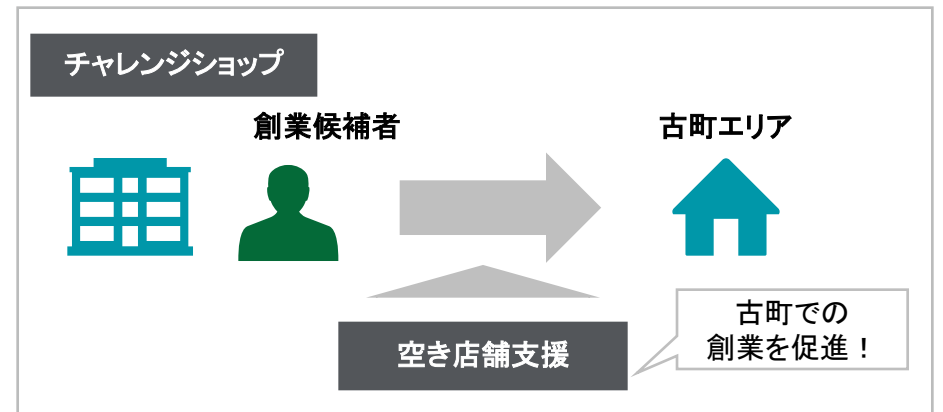 チャレンジショップ
創業候補者
古町エリア
空き店舗支援
古町での
創業を促進！